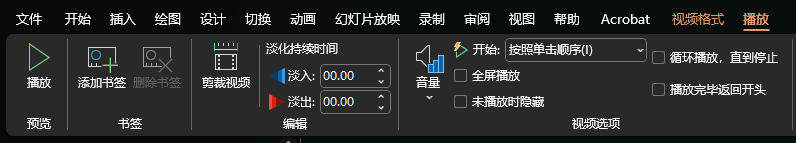 文件 开始 插入 绘图 设计 切换 动画 幻灯片放映 录制 审阅 视图 帮助 Acrobat 视频格式 播放
播放
预览
添加书签 删除书签
书签
剪裁视频
淡化持续时间
淡入: 00.00
淡出: 00.00
编辑
音量
开始: 按照单击顺序(I)
全屏播放
未播放时隐藏
循环播放，直到停止
播放完毕返回开头
视频选项